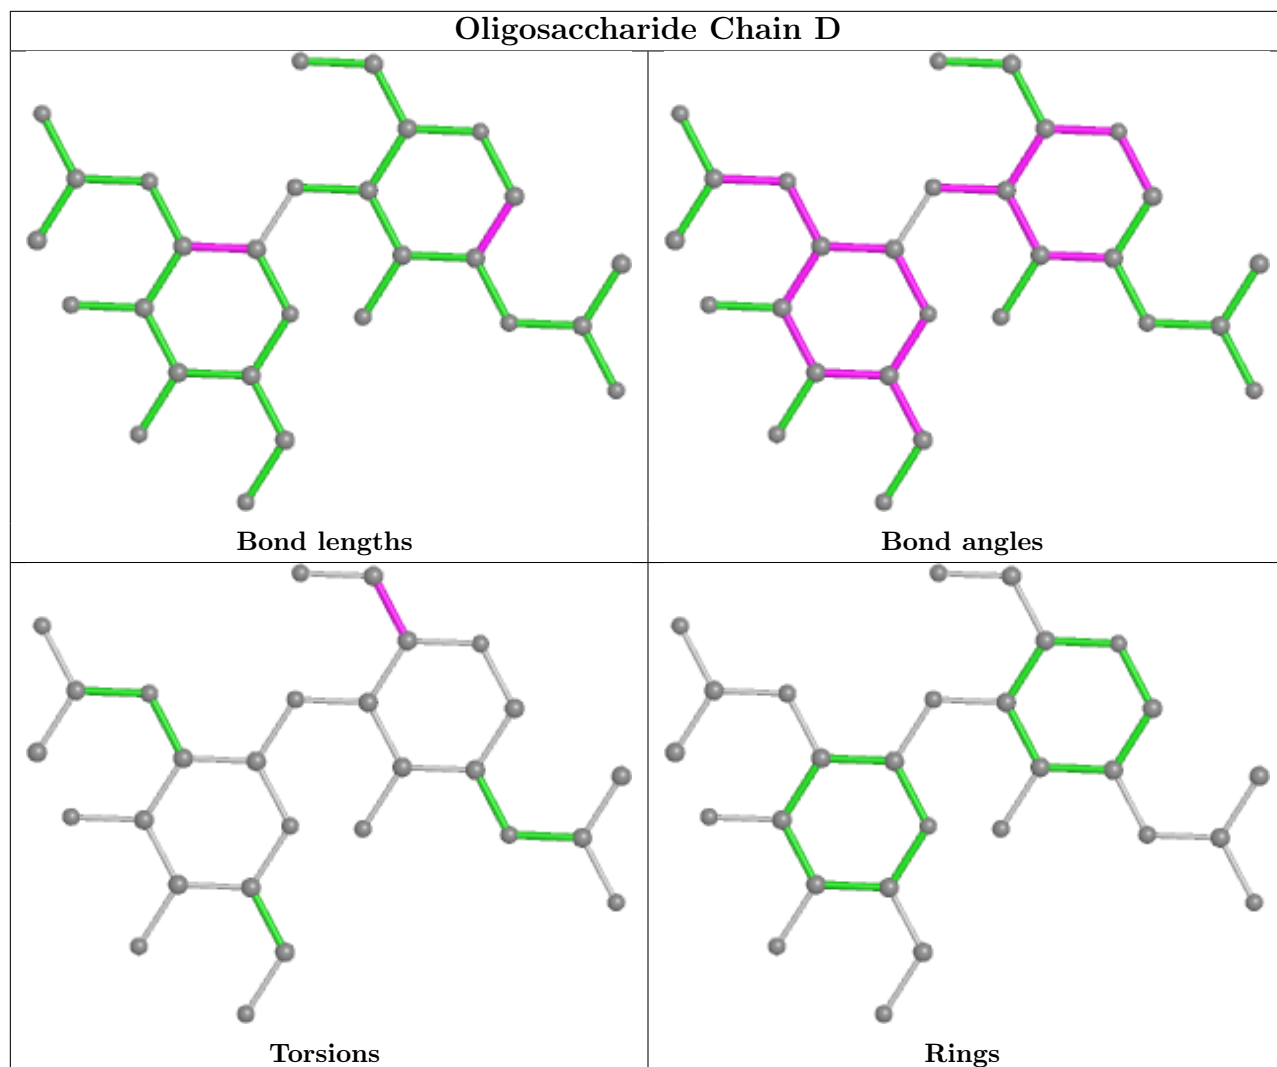 Oligosaccharide Chain D
Bond lengths
Bond angles
Torsions
Rings